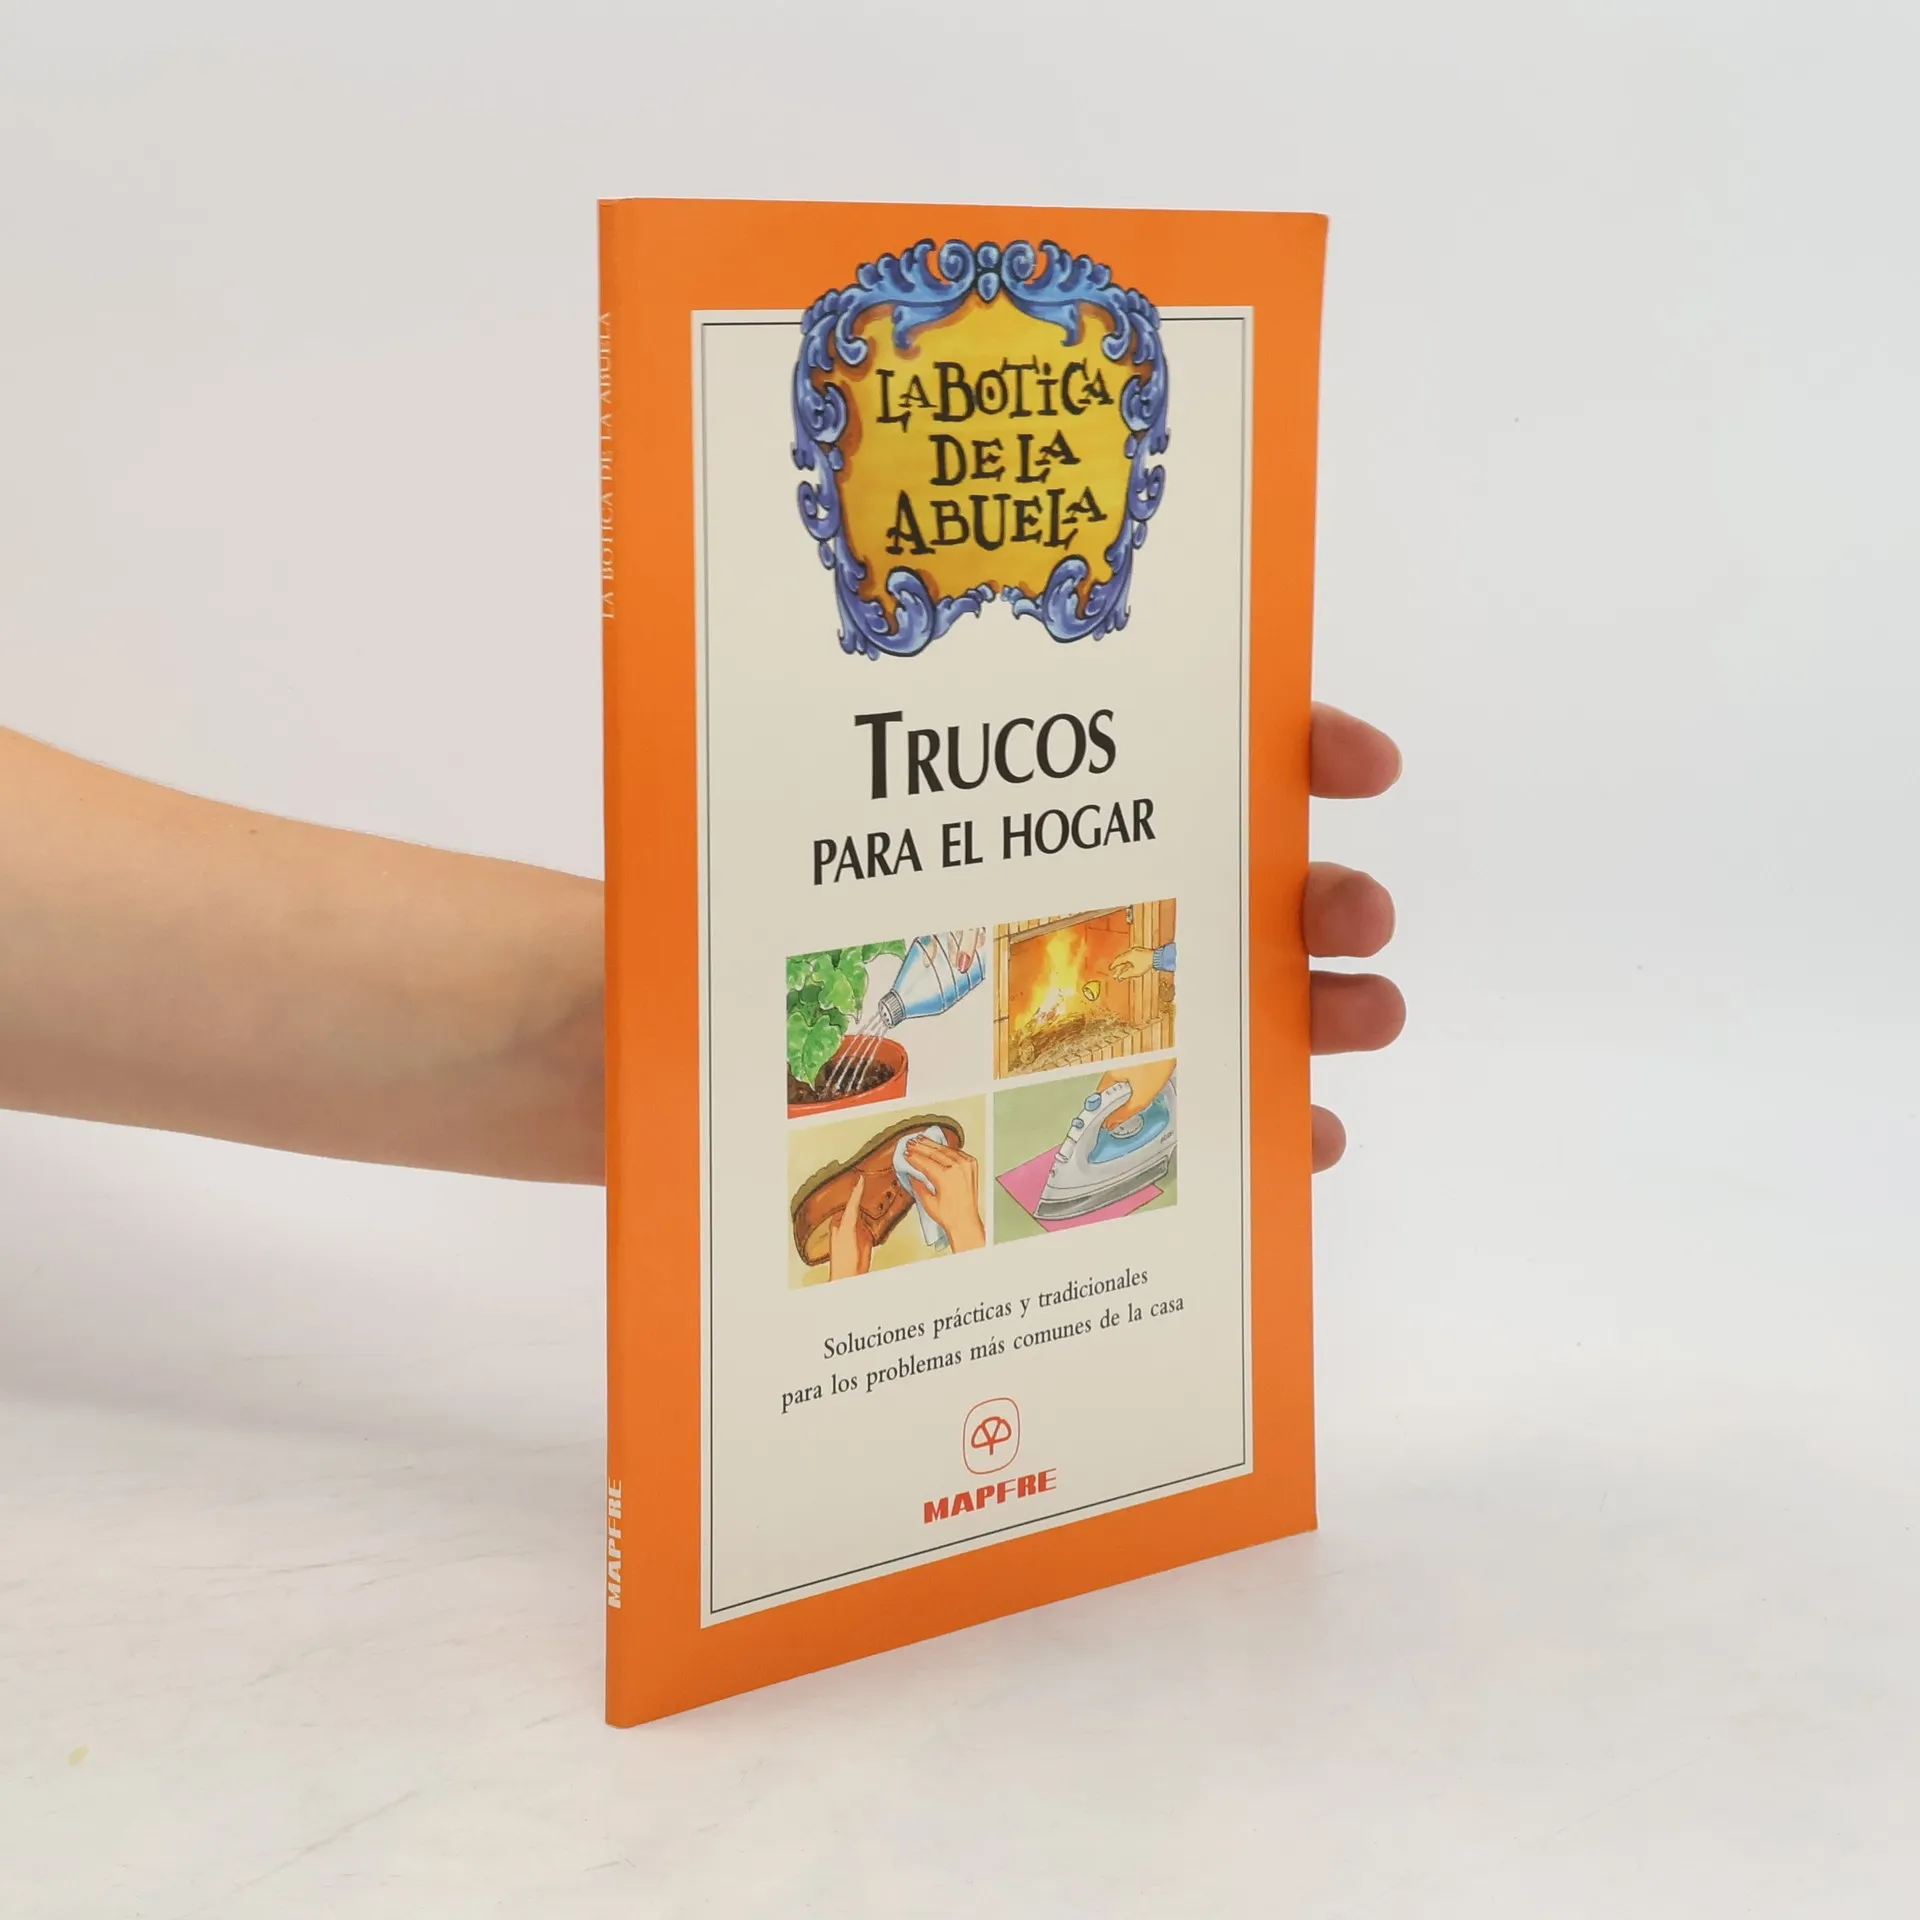 LA BOTICA DE LA ABUELA
MAPFRE
LA BOTICA
DE LA
ABUELA
TRUCOS
PARA EL HOGAR
Soluciones prácticas y tradicionales
para los problemas más comunes de la casa
MAPFRE